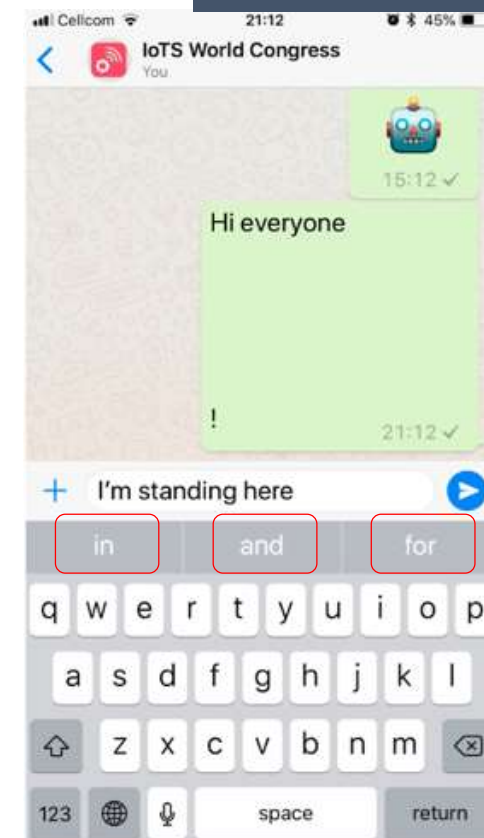 Cellcom 21:12 45%
IoTS World Congress
You
15:12
Hi everyone
!
21:12
+ I'm standing here
in and for
q w e r t y u i o p
a s d f g h j k l
z x c v b n m
123 space return